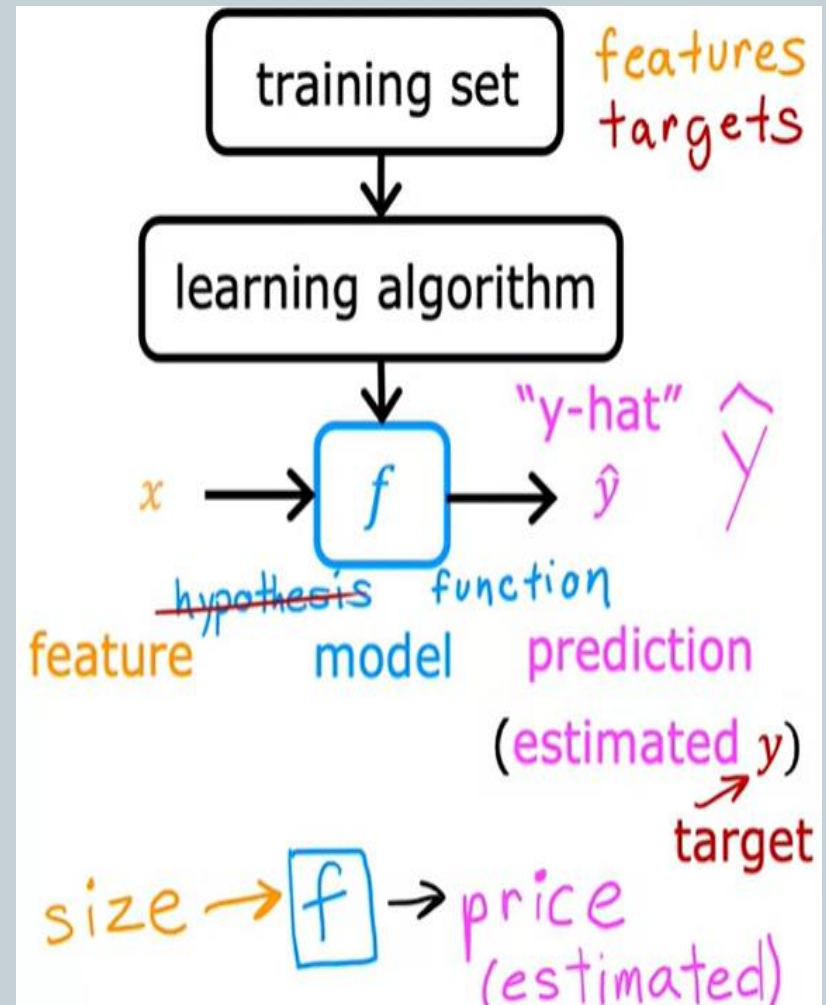 training set
features
targets
learning algorithm
"y-hat" ŷ
x f ŷ
hypothesis function
feature model prediction
(estimated y)
target
size → f → price
(estimated)